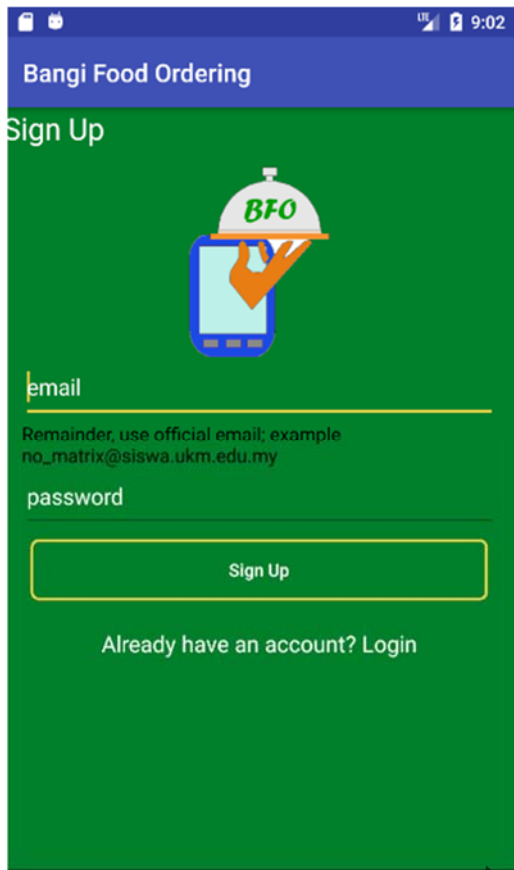 LTE 9:02
Bangi Food Ordering
Sign Up
BFO
email
Remainder, use official email; example
no_matrix@siswa.ukm.edu.my
password
Sign Up
Already have an account? Login